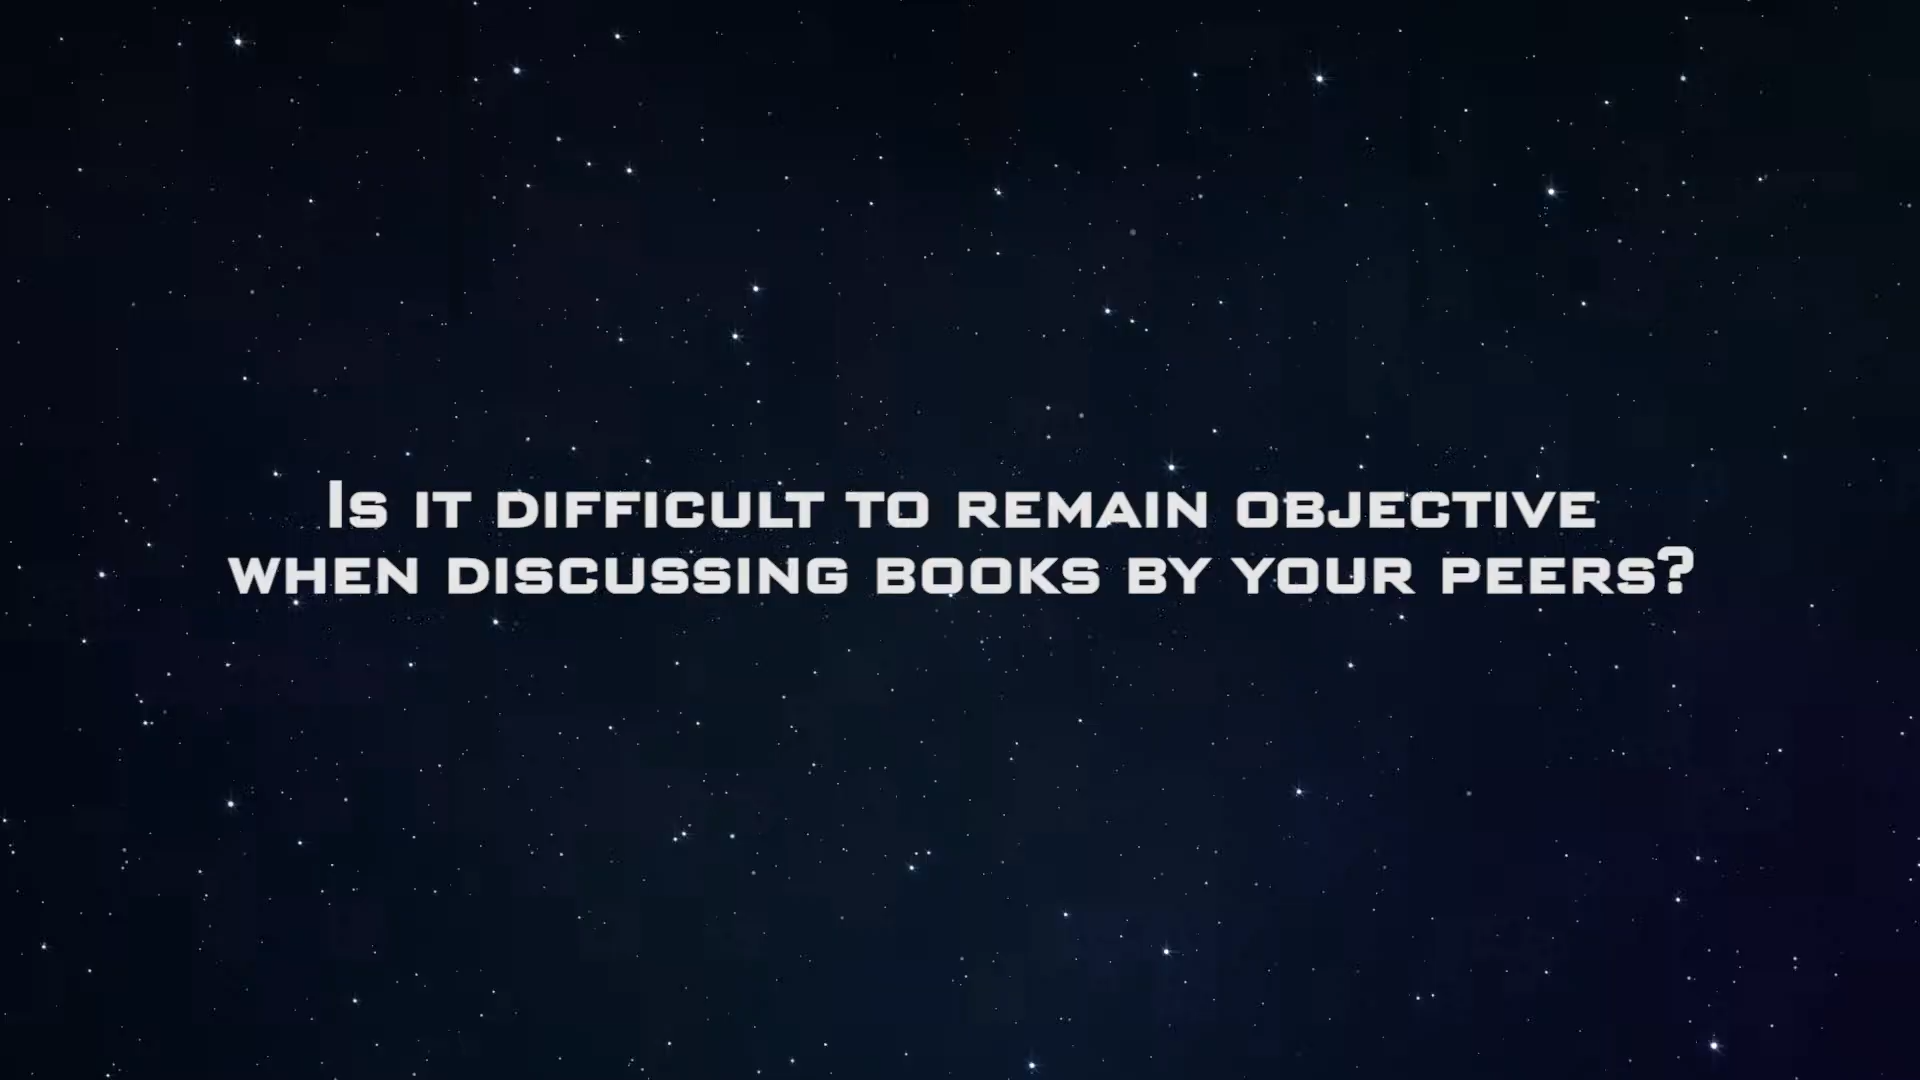 Is it difficult to remain objective
when discussing books by your peers?